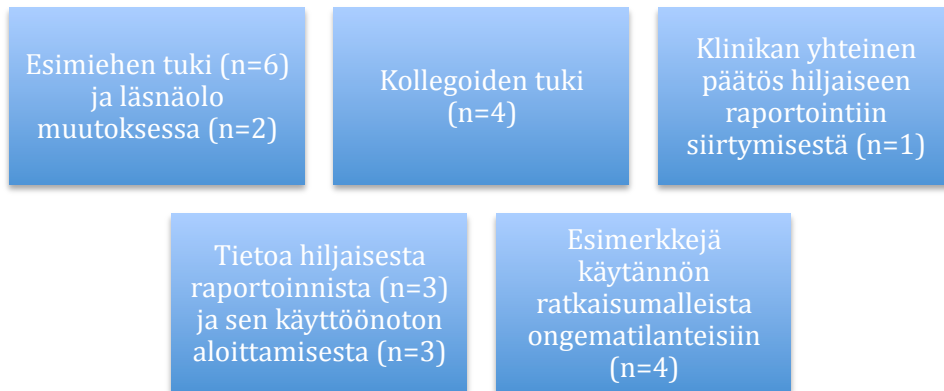 Esimiehen tuki (n=6)
ja läsnäolo
muutoksessa (n=2)
Kollegoiden tuki
(n=4)
Klinikan yhteinen
päätös hiljaiseen
raportointiin
siirtymisestä (n=1)
Tietoa hiljaisesta
raportoinnista (n=3)
ja sen käyttöönoton
aloittamisesta (n=3)
Esimerkkejä
käytännön
ratkaisumalleista
ongematilanteisiin
(n=4)